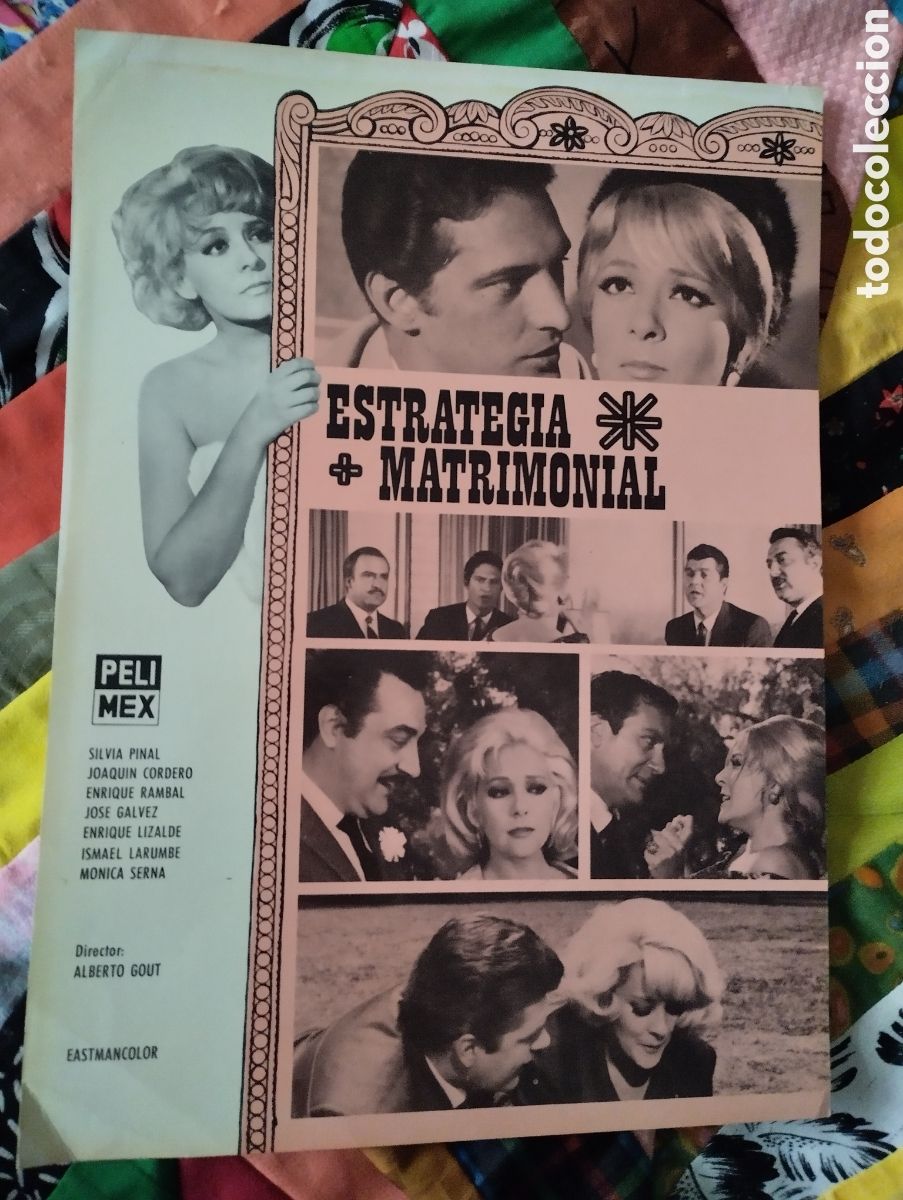 ESTRATEGIA
MATRIMONIAL
PELI
MEX
SILVIA PINAL
JOAQUIN CORDERO
ENRIQUE RAMBAL
JOSE GALVEZ
ENRIQUE LIZALDE
ISMAEL LARUMBE
MONICA SERNA
Director:
ALBERTO GOUT
EASTMANCOLOR
todocoleccion